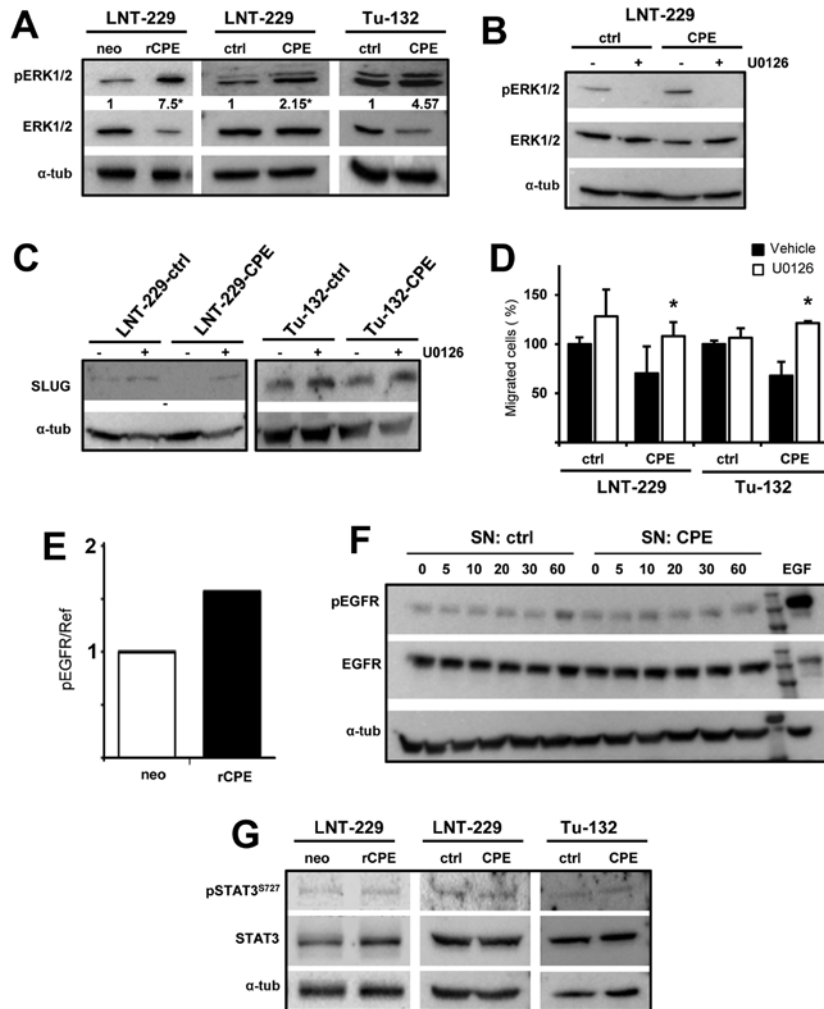 A
LNT-229 LNT-229 Tu-132
neo rCPE ctrl CPE ctrl CPE
pERK1/2
1 7.5* 1 2.15* 1 4.57
ERK1/2
α-tub
B
LNT-229
ctrl CPE
- + - + U0126
pERK1/2
ERK1/2
α-tub
C
LNT-229-ctrl LNT-229-CPE Tu-132-ctrl Tu-132-CPE
- + - + - + - + U0126
SLUG
-
α-tub
D
Vehicle
U0126
Migrated cells ( %)
150
100
50
* *
ctrl CPE ctrl CPE
LNT-229 Tu-132
E
pEGFR/Ref
2
1
0
neo rCPE
F
SN: ctrl SN: CPE
0 5 10 20 30 60 0 5 10 20 30 60 EGF
pEGFR
EGFR
α-tub
G
LNT-229 LNT-229 Tu-132
neo rCPE ctrl CPE ctrl CPE
pSTAT3S727
STAT3
α-tub